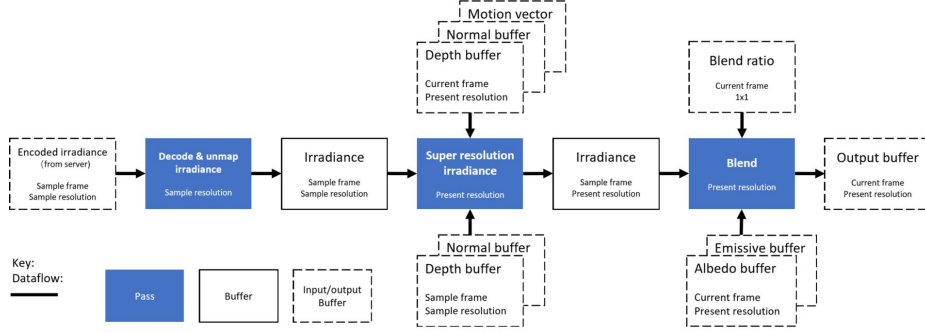 Motion vector
Normal buffer
Depth buffer
Current frame
Present resolution
Blend ratio
Current frame
1x1
Encoded irradiance
(from server)
Sample frame
Sample resolution
Decode & unmap
irradiance
Sample resolution
Irradiance
Sample frame
Sample resolution
Super resolution
irradiance
Present resolution
Irradiance
Sample frame
Present resolution
Blend
Present resolution
Output buffer
Current frame
Present resolution
Normal buffer
Depth buffer
Sample frame
Sample resolution
Emissive buffer
Albedo buffer
Current frame
Present resolution
Key:
Dataflow:
Pass
Buffer
Input/output
Buffer